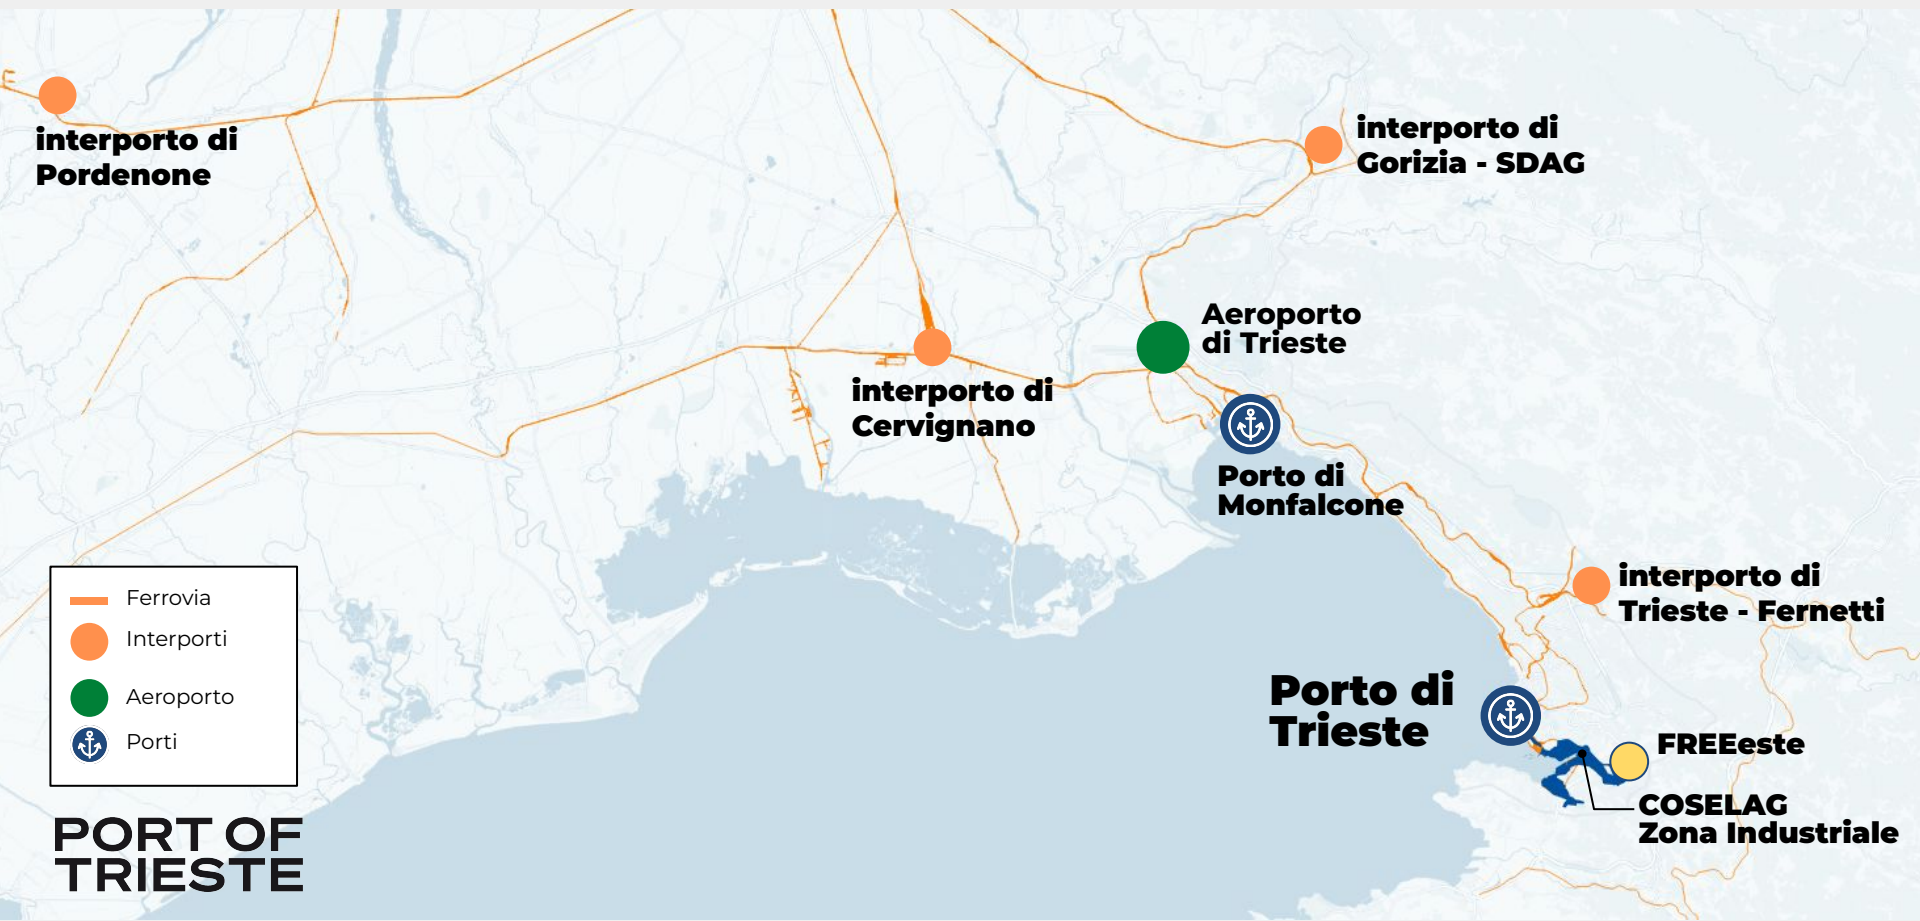 interporto di
Pordenone
interporto di
Gorizia - SDAG
Aeroporto
di Trieste
interporto di
Cervignano
Porto di
Monfalcone
interporto di
Trieste - Fernetti
Porto di
Trieste
FREEeste
COSELAG
Zona Industriale
Ferrovia
Interporti
Aeroporto
Porti
PORT OF
TRIESTE